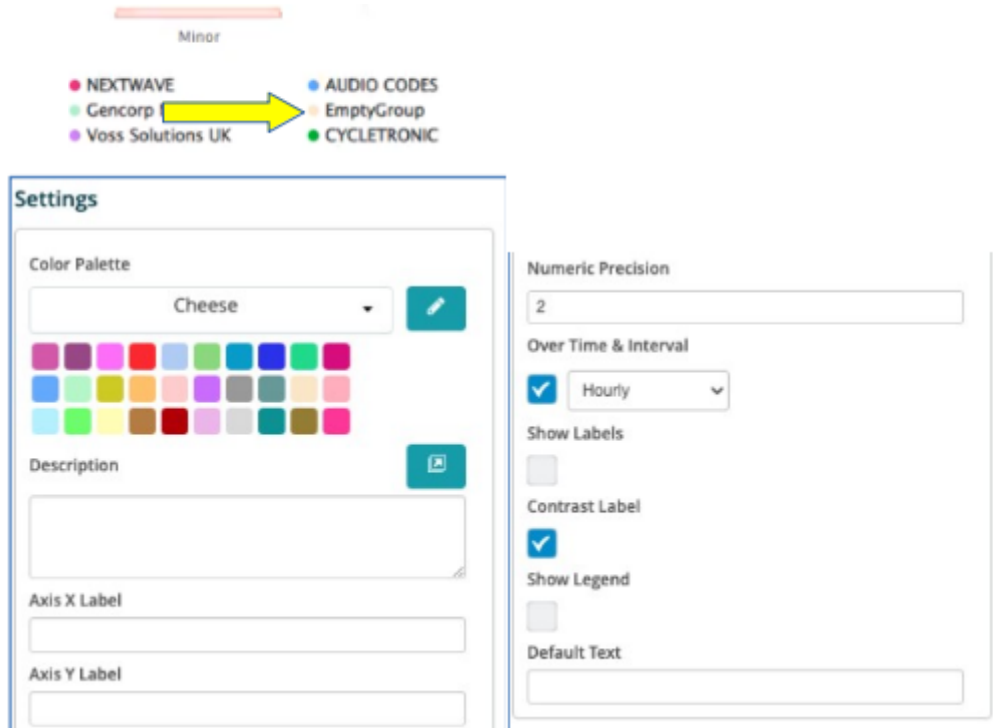 Minor
NEXTWAVE
AUDIO CODES
Gencorp
EmptyGroup
Voss Solutions UK
CYCLETRONIC
Settings
Color Palette
Cheese
Description
Axis X Label
Axis Y Label
Numeric Precision
2
Over Time & Interval
Hourly
Show Labels
Contrast Label
Show Legend
Default Text